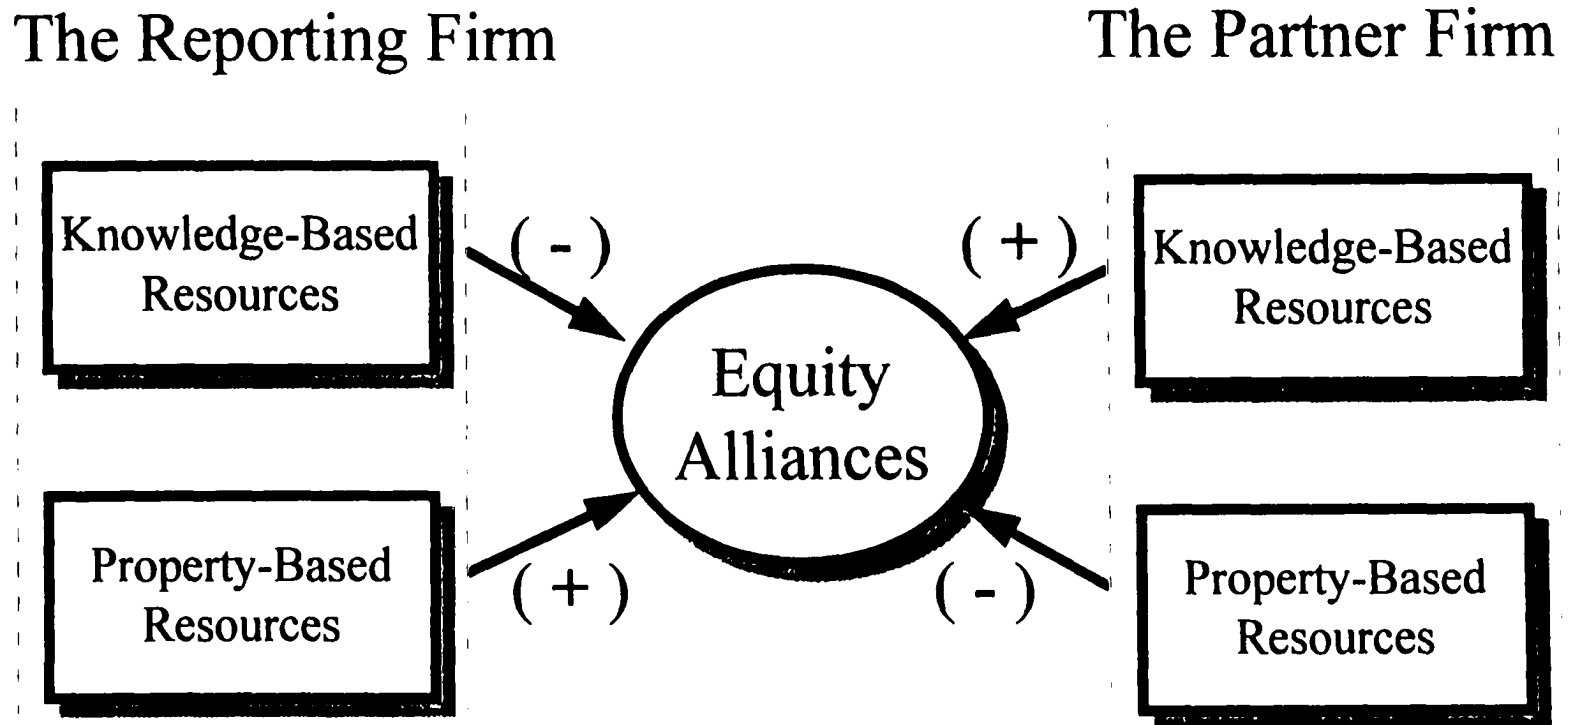 The Reporting Firm
The Partner Firm
Knowledge-Based
Resources
( - )
( + )
Knowledge-Based
Resources
Equity
Alliances
Property-Based
Resources
( + )
( - )
Property-Based
Resources